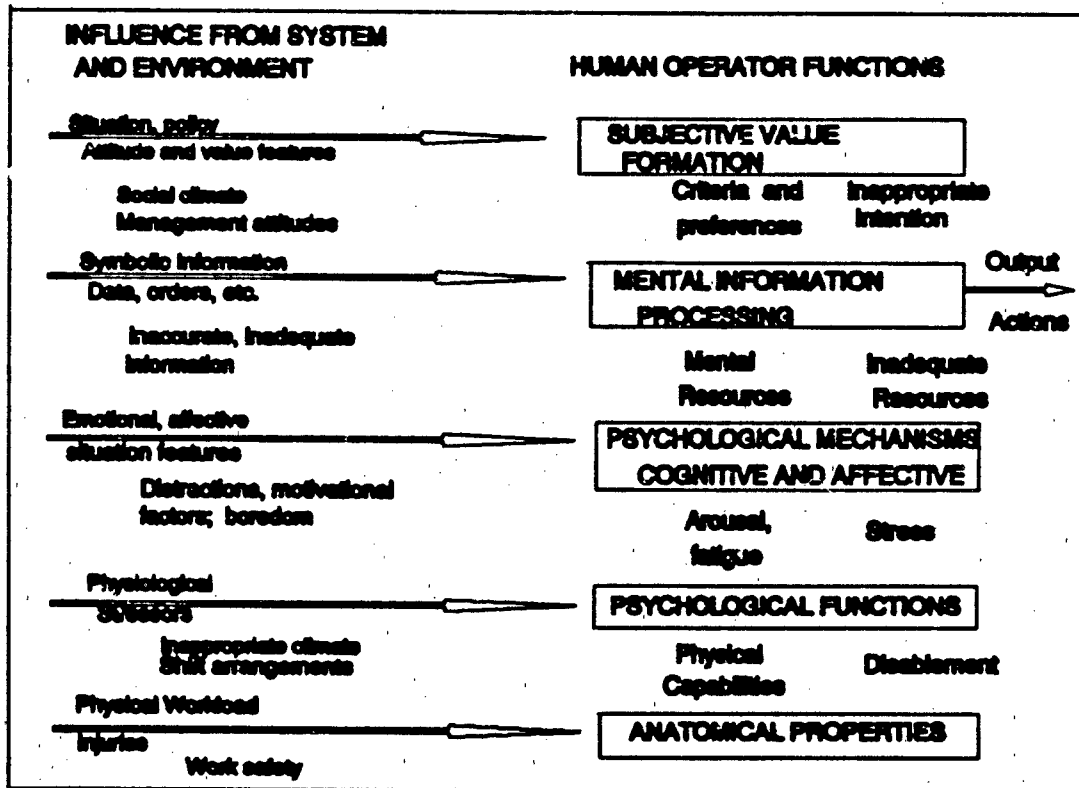 INFLUENCE FROM SYSTEM
AND ENVIRONMENT
HUMAN OPERATOR FUNCTIONS
Situation, policy
Attitude and value features
SUBJECTIVE VALUE
FORMATION
Social climate
Management attitudes
Criteria and
preferences
Inappropriate
Intention
Symbolic Information
Data, orders, etc.
MENTAL INFORMATION
PROCESSING
Output
Actions
Inaccurate, Inadequate
Information
Mental
Resources
Inadequate
Resources
Emotional, affective
situation features
PSYCHOLOGICAL MECHANISMS
COGNITIVE AND AFFECTIVE
Distractions, motivational
factors; boredom
Arousal,
fatigue
Stress
Physiological
Stressors
PSYCHOLOGICAL FUNCTIONS
Inappropriate climate
Shift arrangements
Physical
Capabilities
Disablement
Physical Workload
Injuries
ANATOMICAL PROPERTIES
Work safety